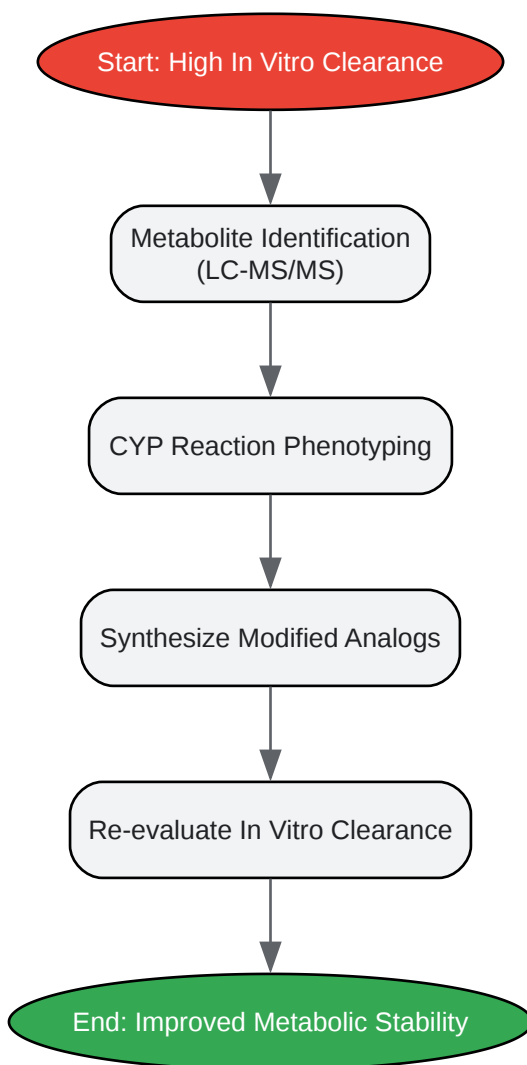 Start: High In Vitro Clearance
Metabolite Identification
(LC-MS/MS)
CYP Reaction Phenotyping
Synthesize Modified Analogs
Re-evaluate In Vitro Clearance
End: Improved Metabolic Stability